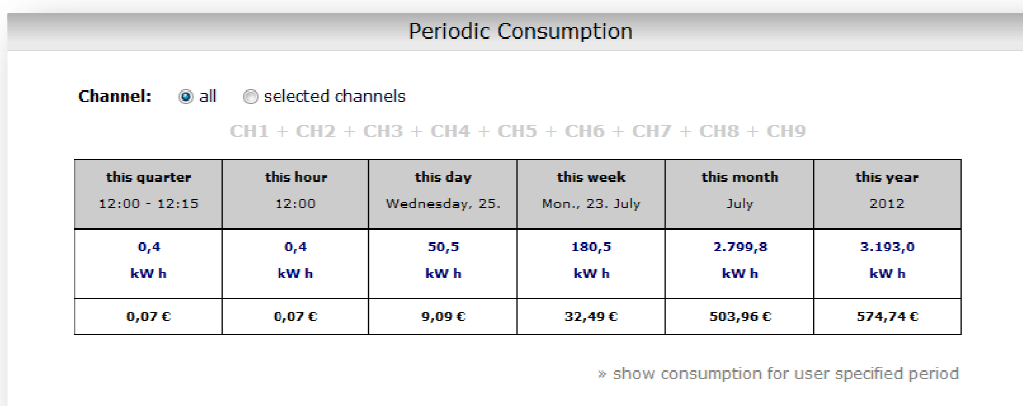 Periodic Consumption
Channel: all selected channels
CH1 + CH2 + CH3 + CH4 + CH5 + CH6 + CH7 + CH8 + CH9
this quarter this hour this day this week this month this year
12:00 - 12:15 12:00 Wednesday, 25. Mon., 23. July July 2012
0,4 0,4 50,5 180,5 2.799,8 3.193,0
kW h kW h kW h kW h kW h kW h
0,07 € 0,07 € 9,09 € 32,49 € 503,96 € 574,74 €
» show consumption for user specified period